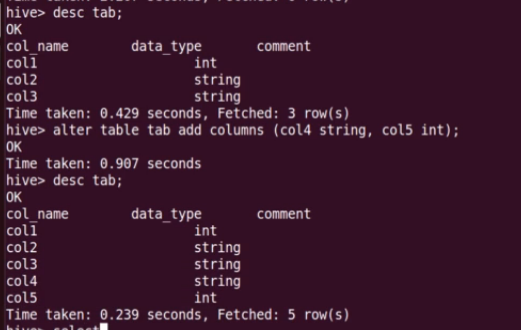 hive> desc tab;
OK
col_name data_type comment
col1 int
col2 string
col3 string
Time taken: 0.429 seconds, Fetched: 3 row(s)
hive> alter table tab add columns (col4 string, col5 int);
OK
Time taken: 0.907 seconds
hive> desc tab;
OK
col_name data_type comment
col1 int
col2 string
col3 string
col4 string
col5 int
Time taken: 0.239 seconds, Fetched: 5 row(s)
hive> select